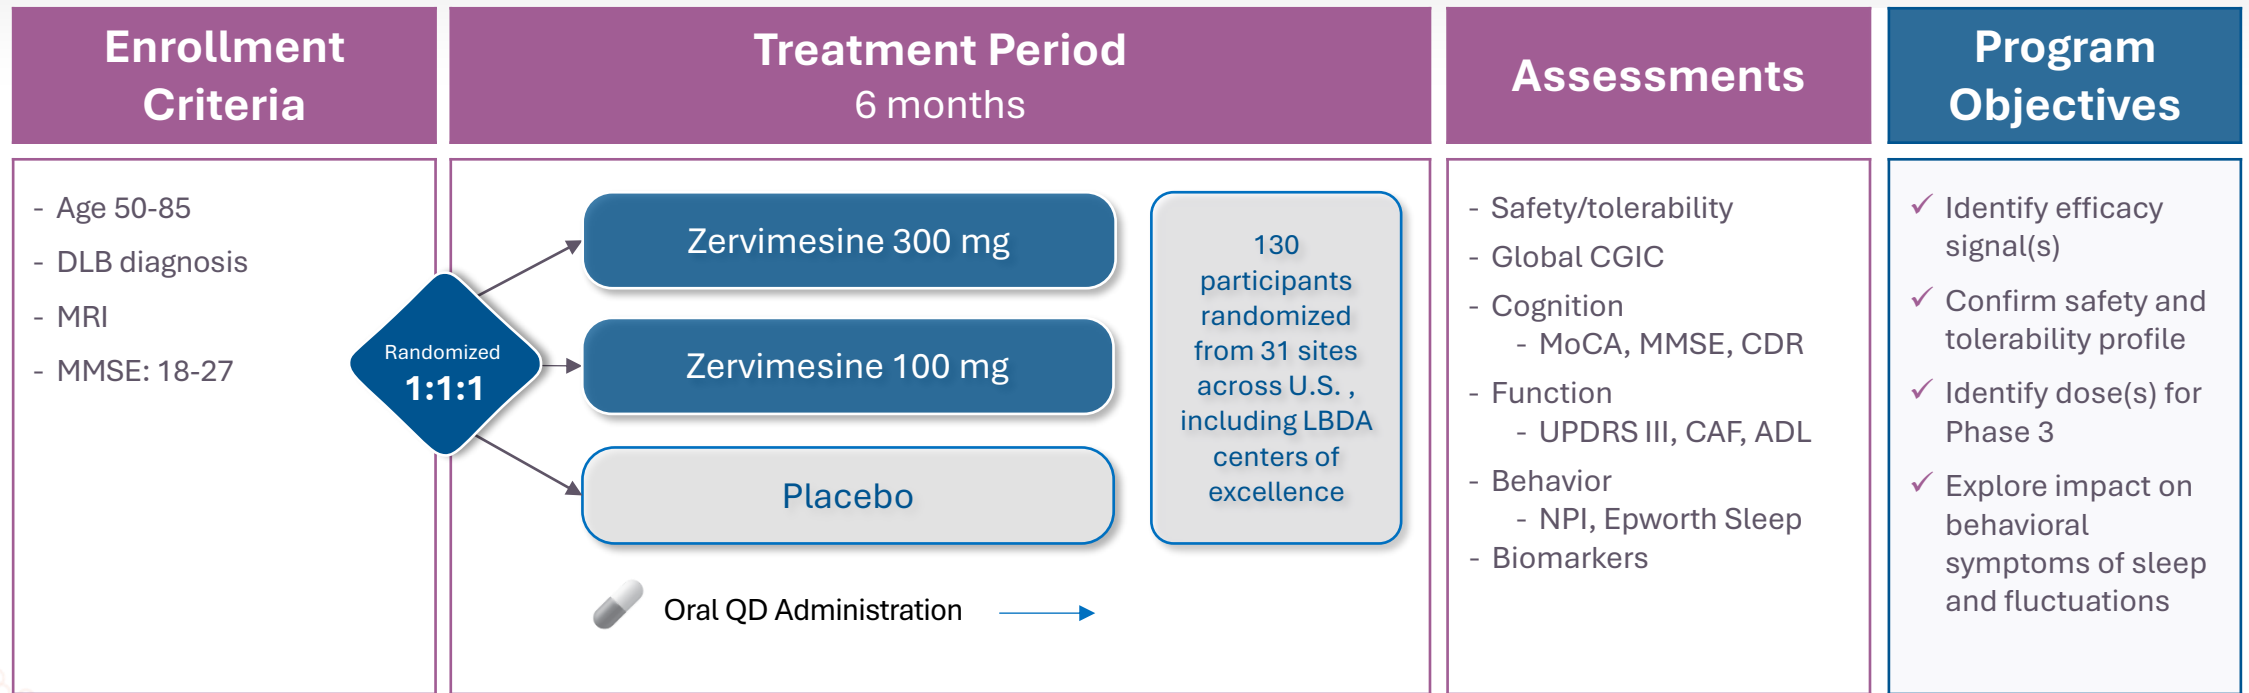 Enrollment
Criteria
- Age 50-85
- DLB diagnosis
- MRI
- MMSE: 18-27
Randomized
1:1:1
Treatment Period
6 months
Zervimesine 300 mg
Zervimesine 100 mg
Placebo
130
participants
randomized
from 31 sites
across U.S. ,
including LBDA
centers of
excellence
Oral QD Administration
Assessments
- Safety/tolerability
- Global CGIC
- Cognition
- MoCA, MMSE, CDR
- Function
- UPDRS III, CAF, ADL
- Behavior
- NPI, Epworth Sleep
- Biomarkers
Program
Objectives
✓ Identify efficacy
signal(s)
✓ Confirm safety and
tolerability profile
✓ Identify dose(s) for
Phase 3
✓ Explore impact on
behavioral
symptoms of sleep
and fluctuations